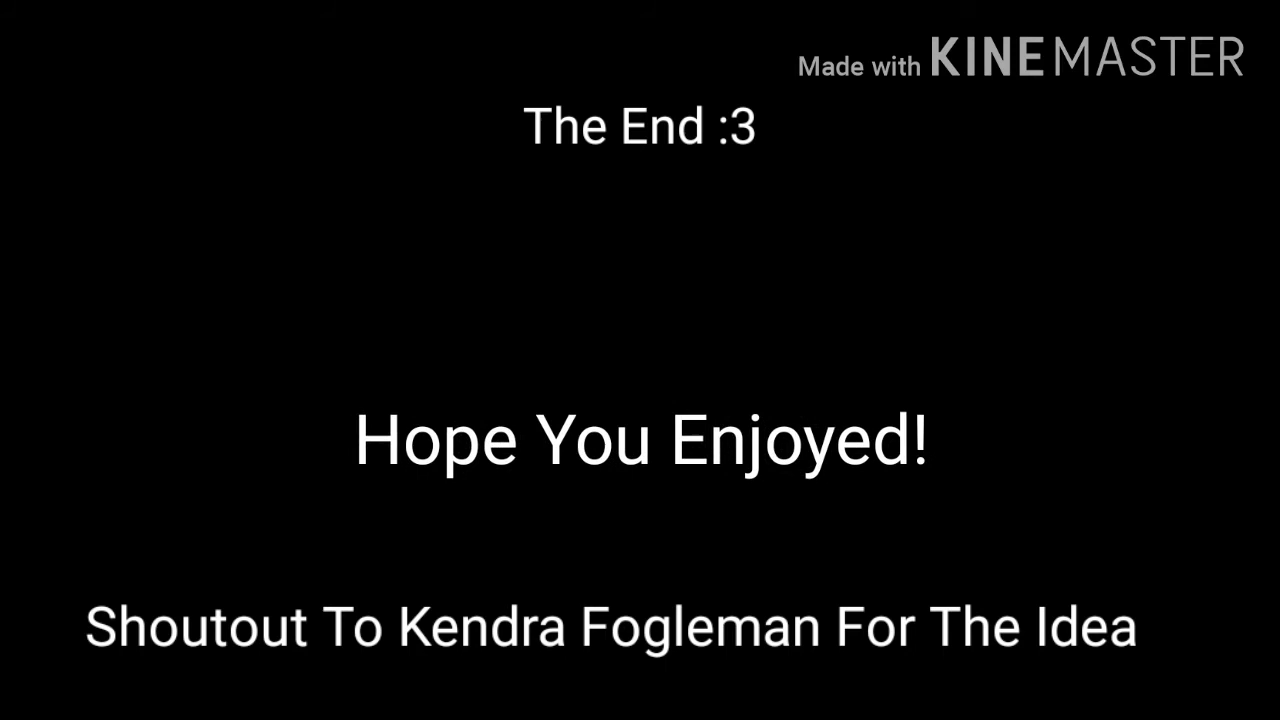 Made with KINEMASTER
The End :3
Hope You Enjoyed!
Shoutout To Kendra Fogleman For The Idea